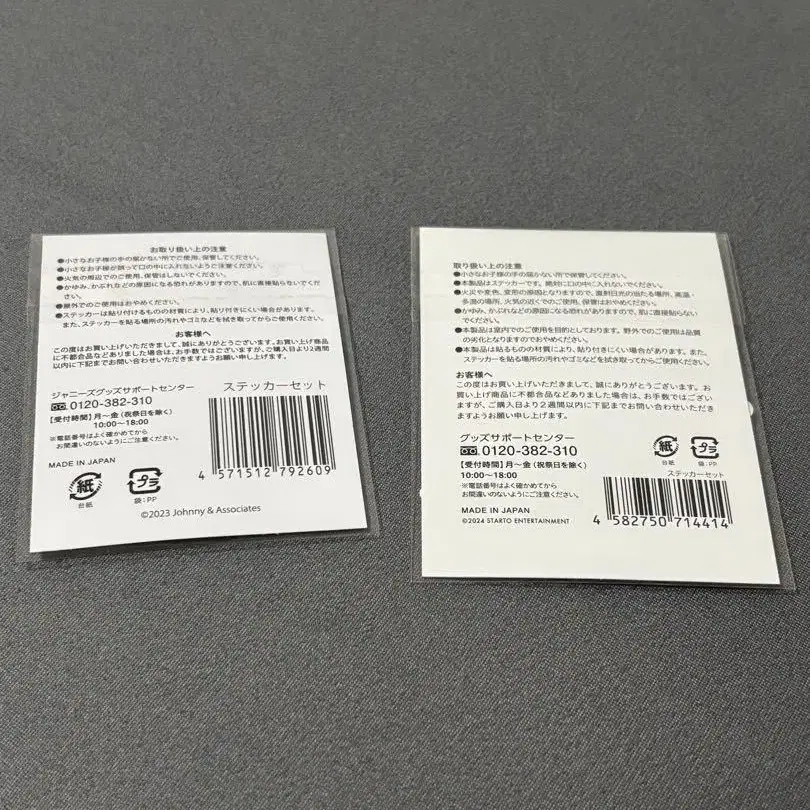 お取り扱い上の注意
●小さなお子様の手の届かない所でご使用、保管してください。
●小さなお子様が誤って口の中に入れ当いようご注意ください。
●火気の周辺でのご使用、保管はしないでください。
●かゆみ、かぶれなどの原因になる恐れがありますので、肌に直接貼らないでくだ
さい。
●屋外でのご使用はおやめください。
●ステッカーは貼り付けるものの材質により、貼り付きにくい場合があります。
また、ステッカーを貼る場所の汚れやゴミなどを拭き取ってからご使用ください。
お客様へ
この度はお買い上げいただきまして、誠にありがとうございます。お買い上げ商品
に不都合品などありました場合は、お手数ではございますが、ご購入日より2週間
以内に下記までお問い合わせいただきますようお願い申し上げます。
ジャニーズグッズサポートセンター
0120-382-310
【受付時間】月〜金(祝祭日を除く)
10:00〜18:00
※電話番号はよく確かめてから
お間違いのないようにご注意ください。
MADE IN JAPAN
紙
台紙
プラ
袋:PP
ステッカーセット
4 571512 792609
©2023 Johnny & Associates
取り扱い上の注意
●小さなお子様の手の届かない所で保管してください。
●本製品はステッカーです。絶対に口の中に入れないでください。
●火災や変色、変形の原因となりますので、直射日光の当たる場所、高温・
多湿の場所、火気の近くでのご使用、保管はおやめください。
●かゆみ、かぶれなどの原因になる恐れがありますので、肌に直接貼らない
でください。
●本製品は室内でのご使用を目的としております。野外でのご使用は品質
の劣化となりますのでおやめください。
●本製品は貼るものの材質により、貼り付きにくい場合があります。また、
ステッカーを貼る場所の汚れやゴミなどを拭き取ってからご使用ください。
お客様へ
この度はお買い上げいただきまして、誠にありがとうございます。お
買い上げ商品に不都合品などありました場合は、お手数ではござい
ますが、ご購入日より2週間以内に下記までお問い合わせいただき
ますようお願い申し上げます。
グッズサポートセンター
0120-382-310
【受付時間】月〜金(祝祭日を除く)
10:00〜18:00
※電話番号はよく確かめてから
お間違いのないようにご注意ください。
MADE IN JAPAN
©2024 STARTO ENTERTAINMENT
紙
台紙
プラ
袋:PP
ステッカーセット
4 582750 714414